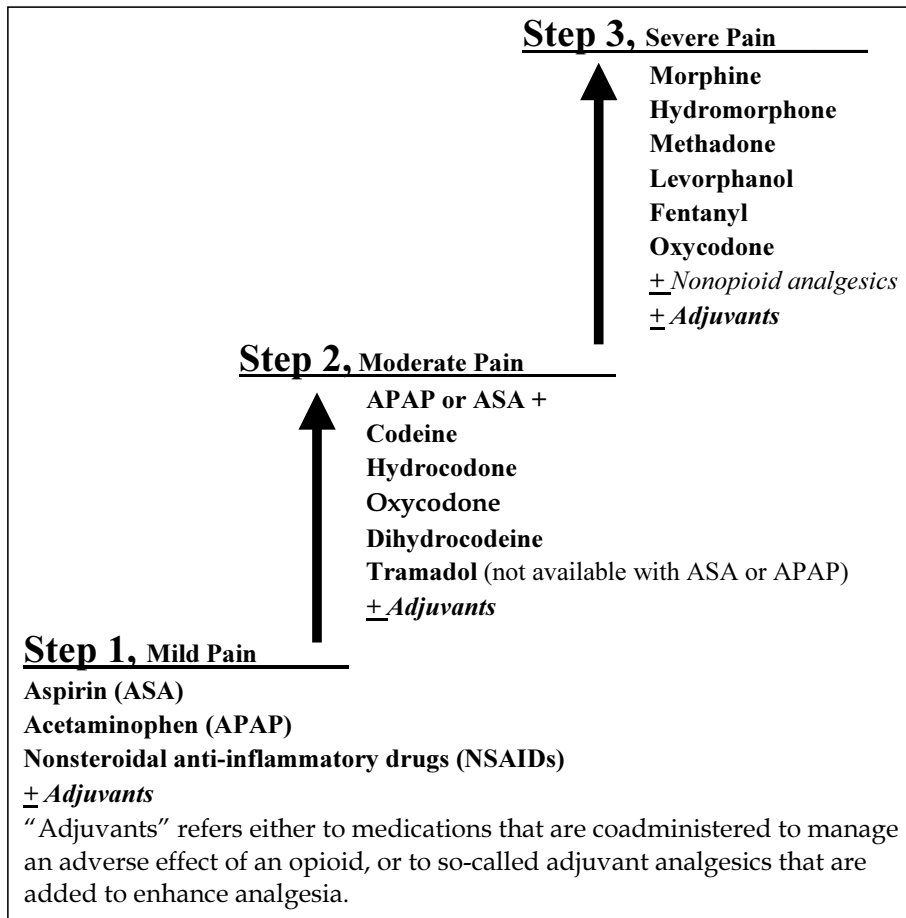 Step 3, Severe Pain
Morphine
Hydromorphone
Methadone
Levorphanol
Fentanyl
Oxycodone
± Nonopioid analgesics
± Adjuvants
Step 2, Moderate Pain
APAP or ASA +
Codeine
Hydrocodone
Oxycodone
Dihydrocodeine
Tramadol (not available with ASA or APAP)
± Adjuvants
Step 1, Mild Pain
Aspirin (ASA)
Acetaminophen (APAP)
Nonsteroidal anti-inflammatory drugs (NSAIDs)
± Adjuvants
“Adjuvants” refers either to medications that are coadministered to manage
an adverse effect of an opioid, or to so-called adjuvant analgesics that are
added to enhance analgesia.